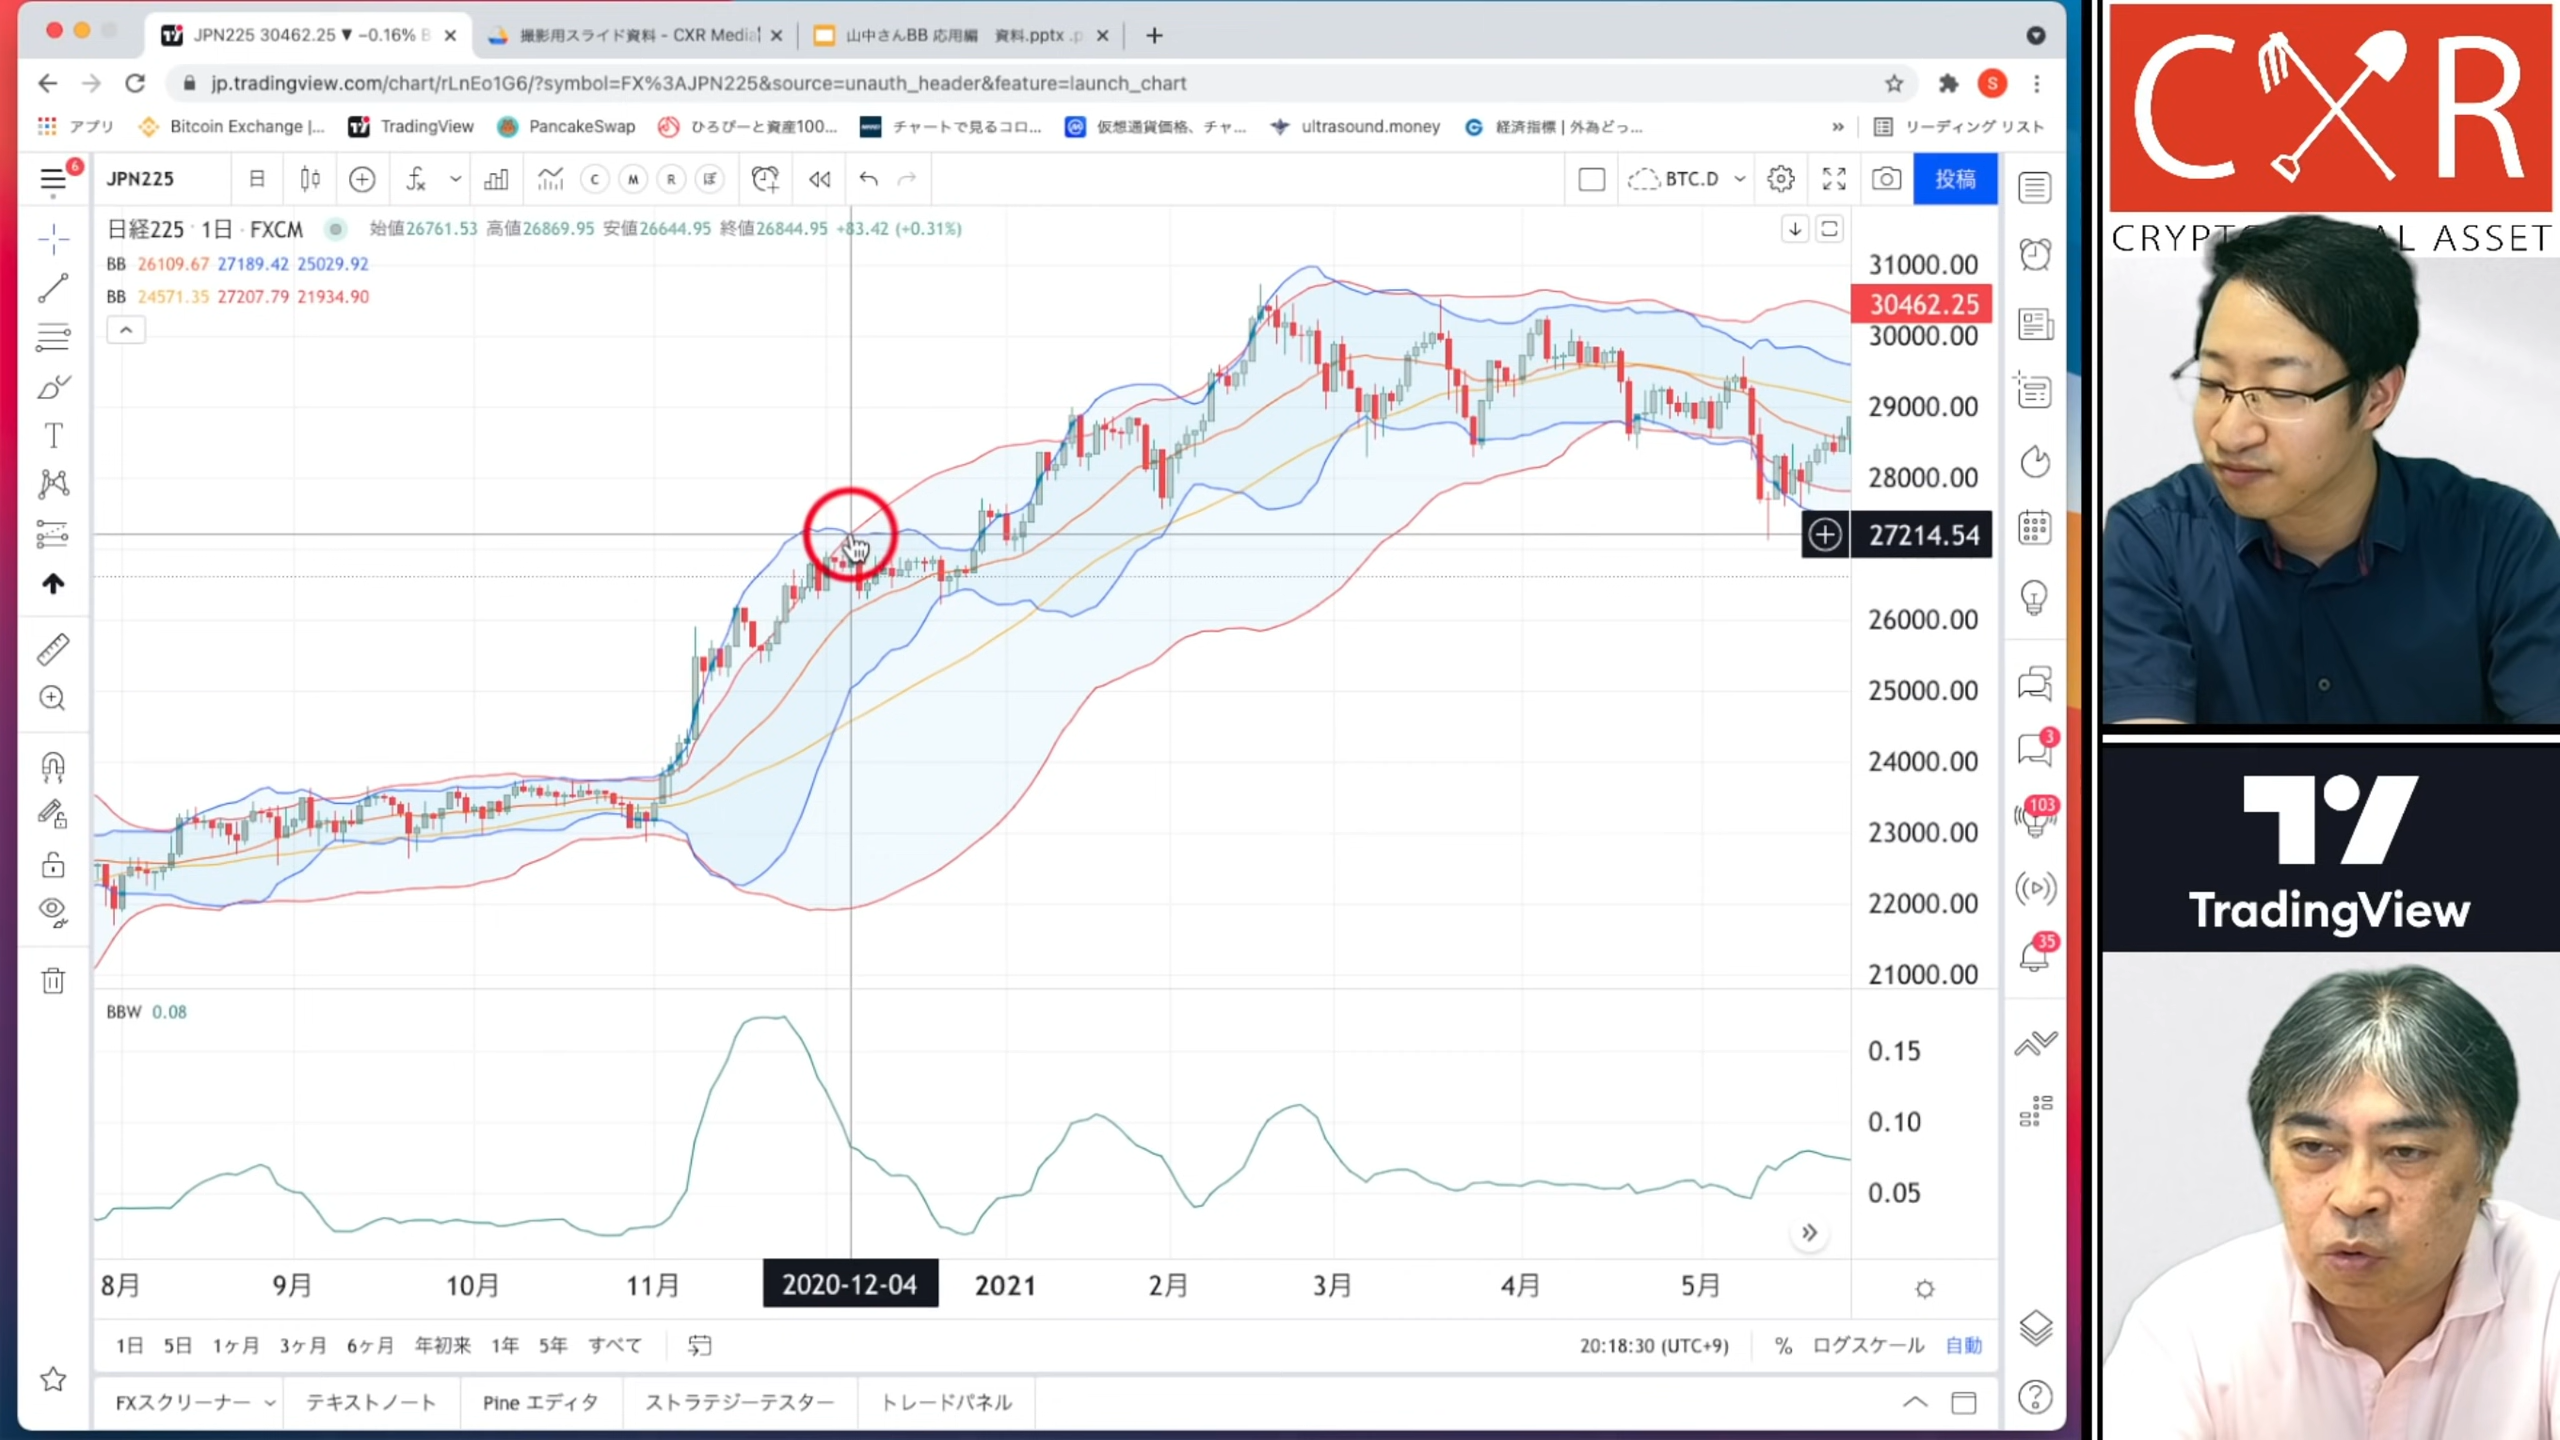 JPN225 30462.25 ▼ −0.16% B
撮影用スライド資料 - CXR Media
山中さんBB 応用編 資料.pptx .p
jp.tradingview.com/chart/rLnEo1G6/?symbol=FX%3AJPN225&source=unauth_header&feature=launch_chart
S
アプリ
Bitcoin Exchange |...
TradingView
PancakeSwap
ひろぴーと資産100...
チャートで見るコロ...
仮想通貨価格、チャ...
ultrasound.money
経済指標 | 外為どっ...
»
リーディング リスト
6
JPN225
日
C
M
R
ぼ
BTC.D
投稿
日経225 · 1日 · FXCM
始値26761.53 高値26869.95 安値26644.95 終値26844.95 +83.42 (+0.31%)
BB 26109.67 27189.42 25029.92
BB 24571.35 27207.79 21934.90
31000.00
30462.25
30000.00
29000.00
28000.00
27214.54
26000.00
25000.00
24000.00
23000.00
22000.00
21000.00
BBW 0.08
0.15
0.10
0.05
8月
9月
10月
11月
2020-12-04
2021
2月
3月
4月
5月
1日
5日
1ヶ月
3ヶ月
6ヶ月
年初来
1年
5年
すべて
20:18:30 (UTC+9)
%
ログスケール
自動
FXスクリーナー
テキストノート
Pine エディタ
ストラテジーテスター
トレードパネル
3
103
35
CXR
TradingView